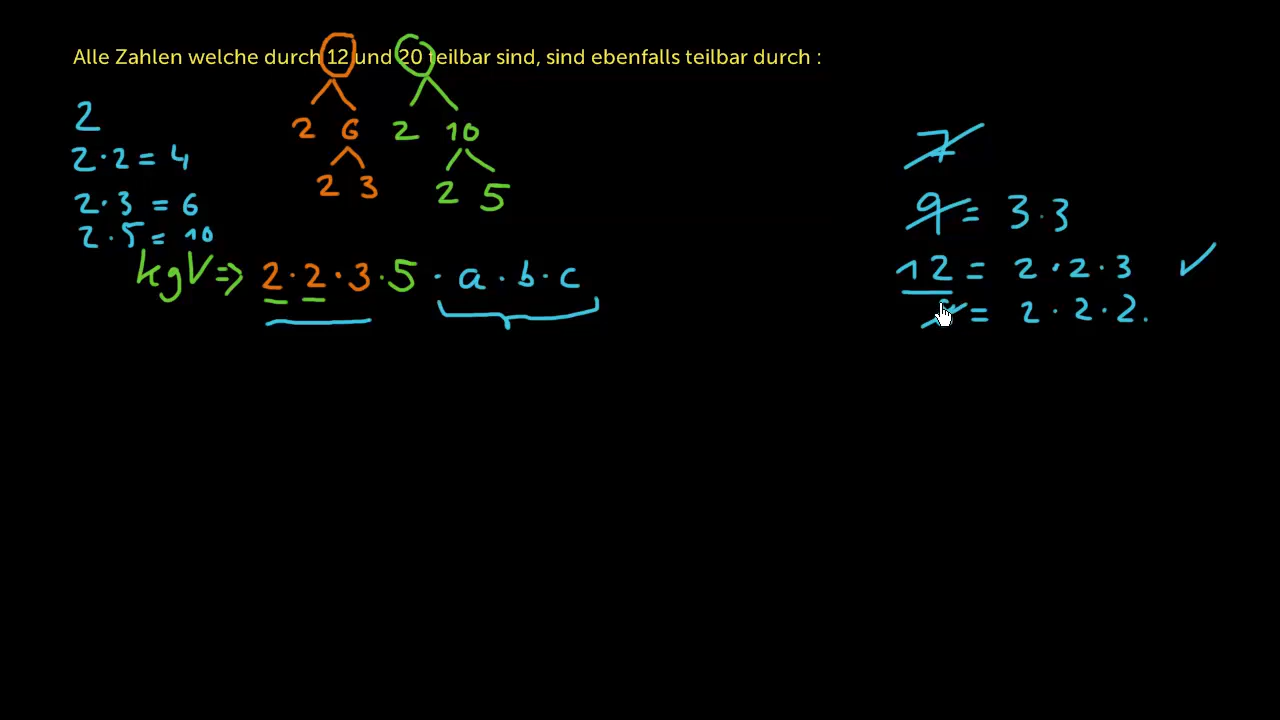 Alle Zahlen welche durch 12 und 20 teilbar sind, sind ebenfalls teilbar durch :
2
2 · 2 = 4
2 · 3 = 6
2 · 5 = 10
2 6 2 10
2 3 2 5
kgV => 2 · 2 · 3 · 5 · a · b · c
7
9 = 3 · 3
12 = 2 · 2 · 3 ✓
= 2 · 2 · 2 .